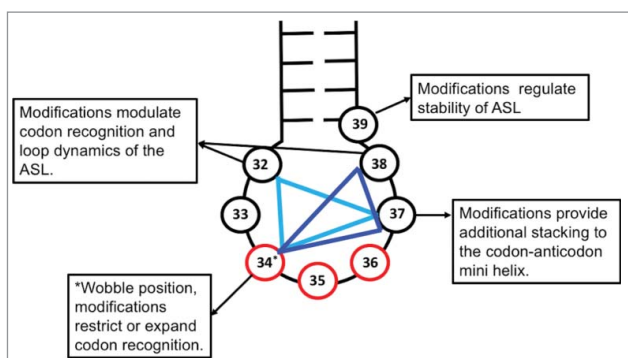 39
Modifications regulate
stability of ASL
Modifications modulate
codon recognition and
loop dynamics of the
ASL.
32
38
33
37
Modifications provide
additional stacking to
the codon-anticodon
mini helix.
34*
36
35
*Wobble position,
modifications
restrict or expand
codon recognition.